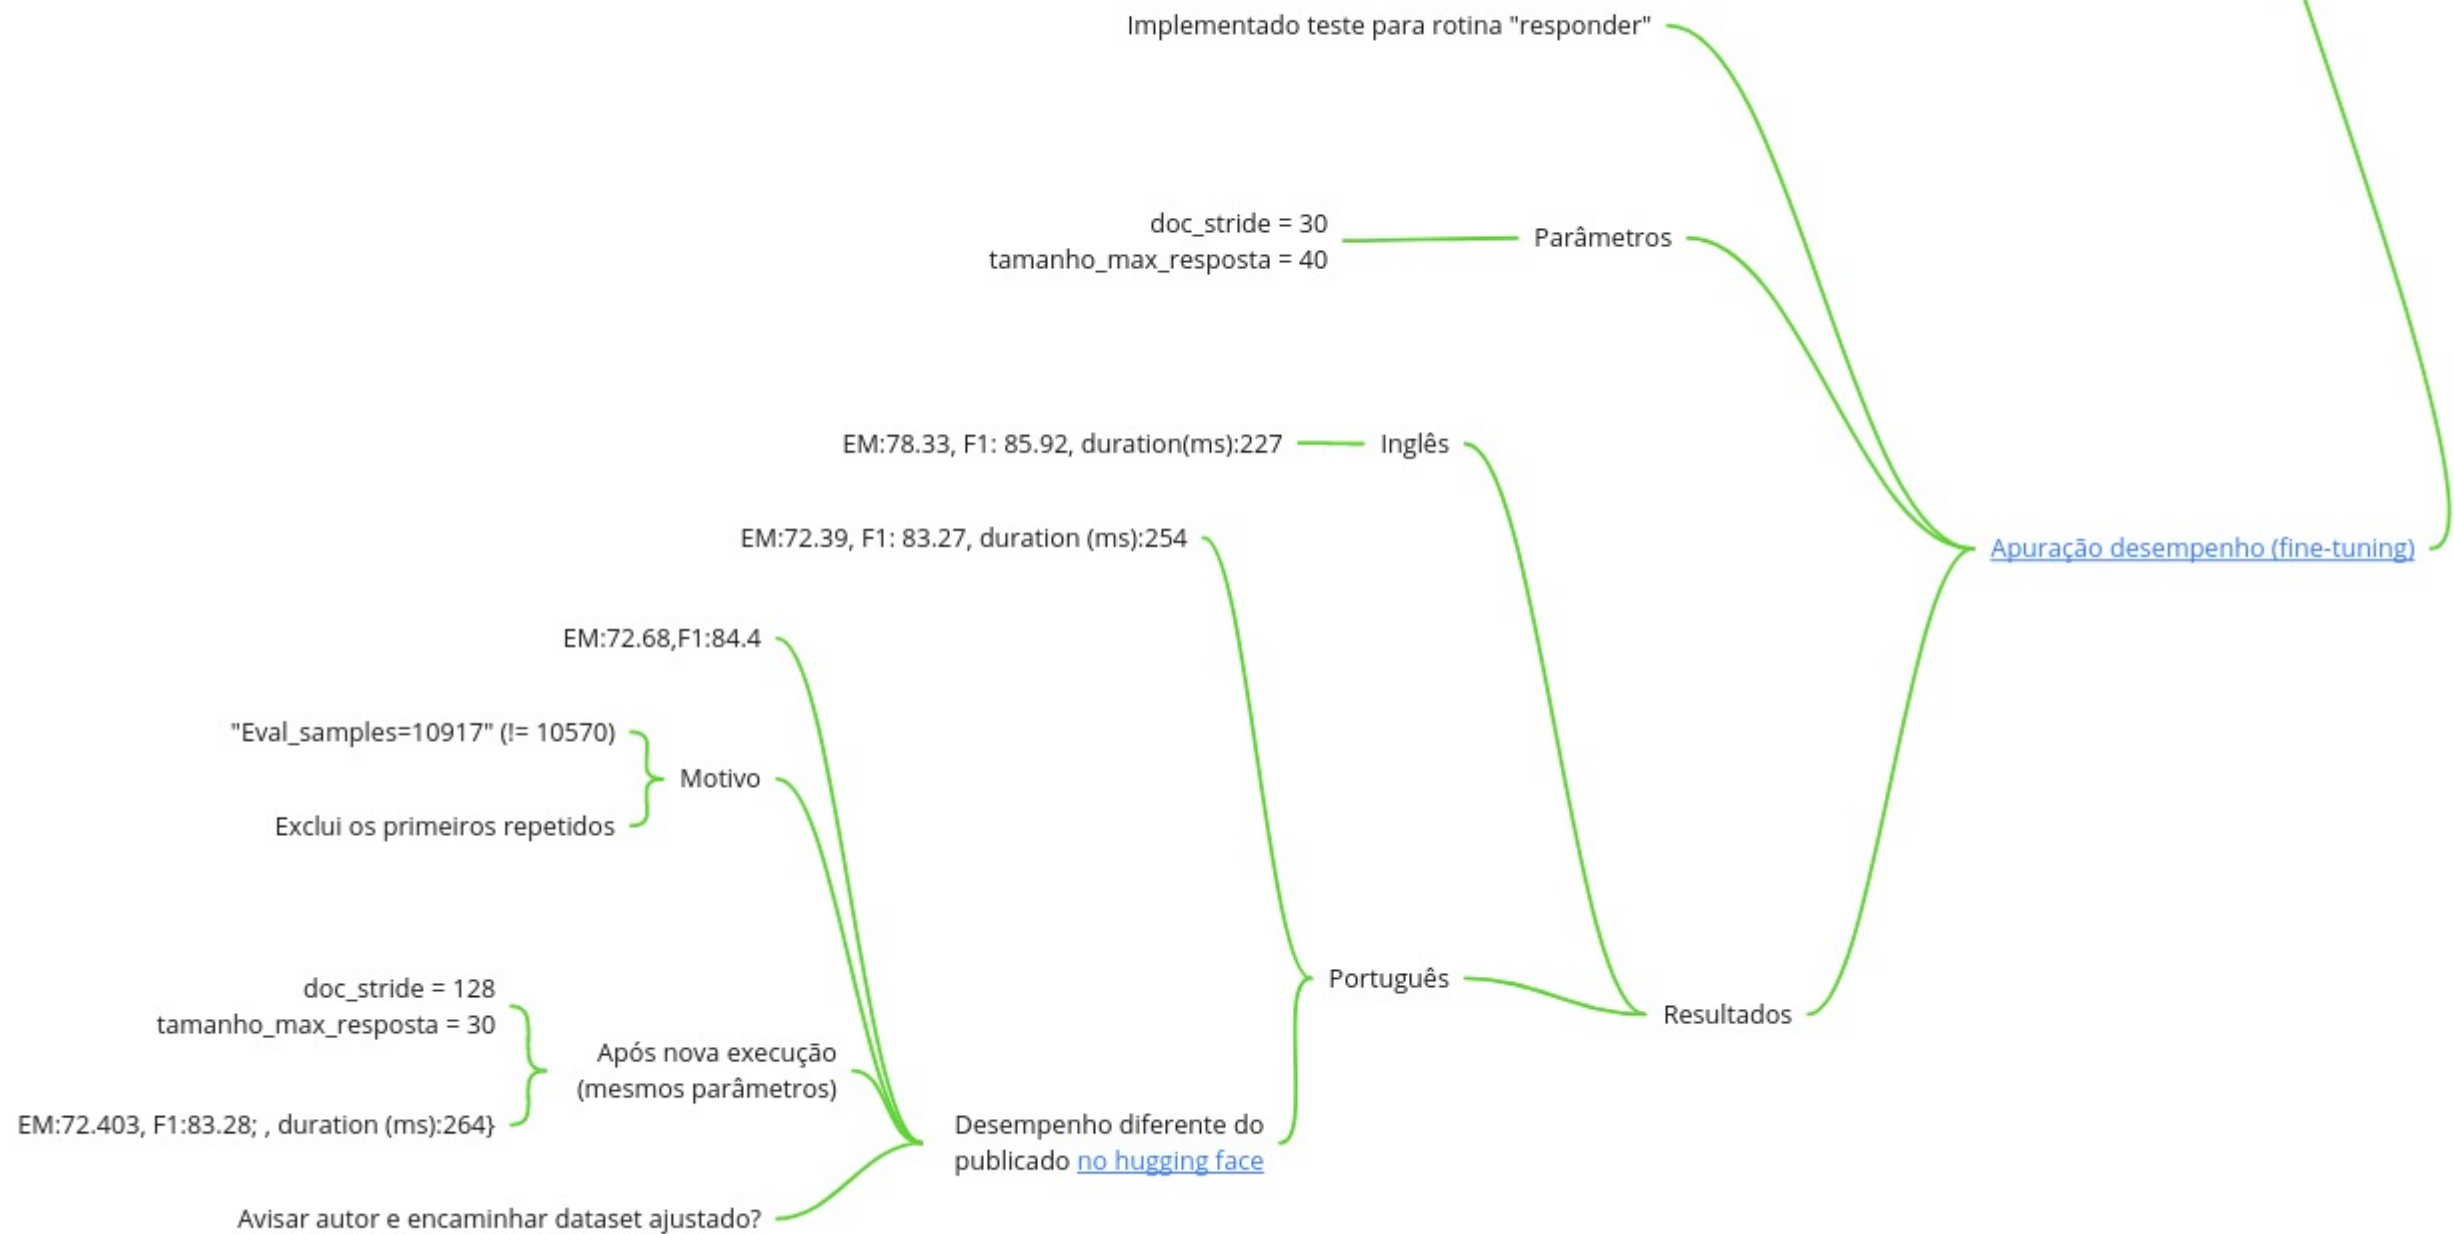 Implementado teste para rotina "responder"
doc_stride = 30
tamanho_max_resposta = 40
Parâmetros
EM:78.33, F1: 85.92, duration(ms):227
Inglês
EM:72.39, F1: 83.27, duration (ms):254
Apuração desempenho (fine-tuning)
EM:72.68,F1:84.4
"Eval_samples=10917" (!= 10570)
Motivo
Exclui os primeiros repetidos
Português
doc_stride = 128
tamanho_max_resposta = 30
Resultados
Após nova execução
(mesmos parâmetros)
EM:72.403, F1:83.28; , duration (ms):264}
Desempenho diferente do
publicado no hugging face
Avisar autor e encaminhar dataset ajustado?